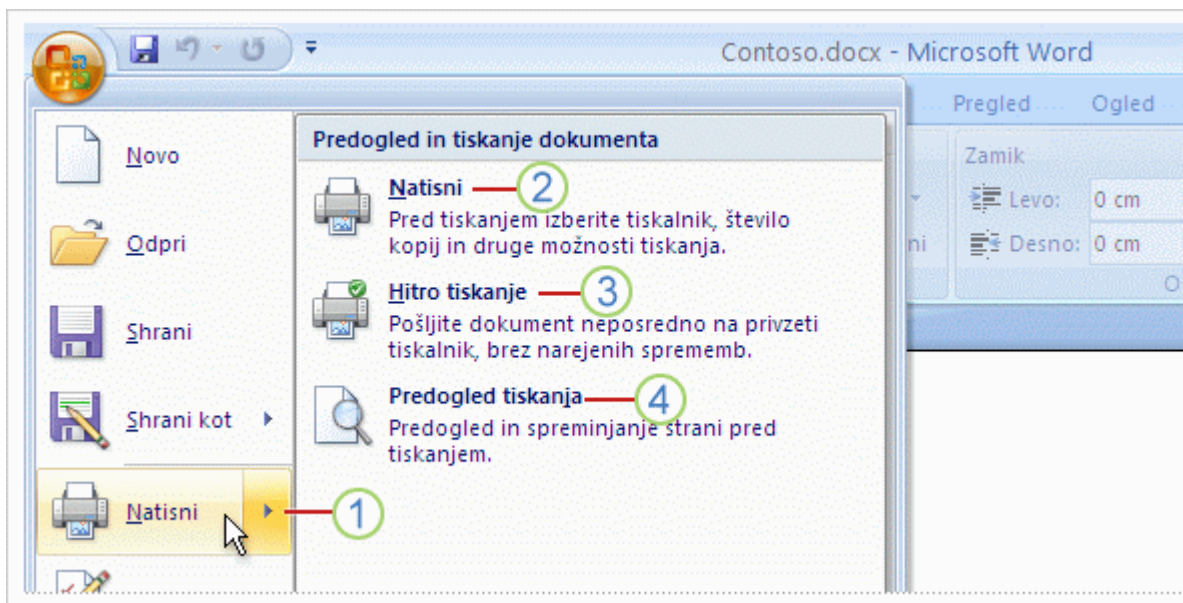 Contoso.docx - Microsoft Word
Pregled Ogled
Novo
Odpri
Shrani
Shrani kot
Natisni
1
Predogled in tiskanje dokumenta
Natisni 2
Pred tiskanjem izberite tiskalnik, število
kopij in druge možnosti tiskanja.
Hitro tiskanje 3
Pošljite dokument neposredno na privzeti
tiskalnik, brez narejenih sprememb.
Predogled tiskanja 4
Predogled in spreminjanje strani pred
tiskanjem.
Zamik
Levo: 0 cm
ni
Desno: 0 cm
O